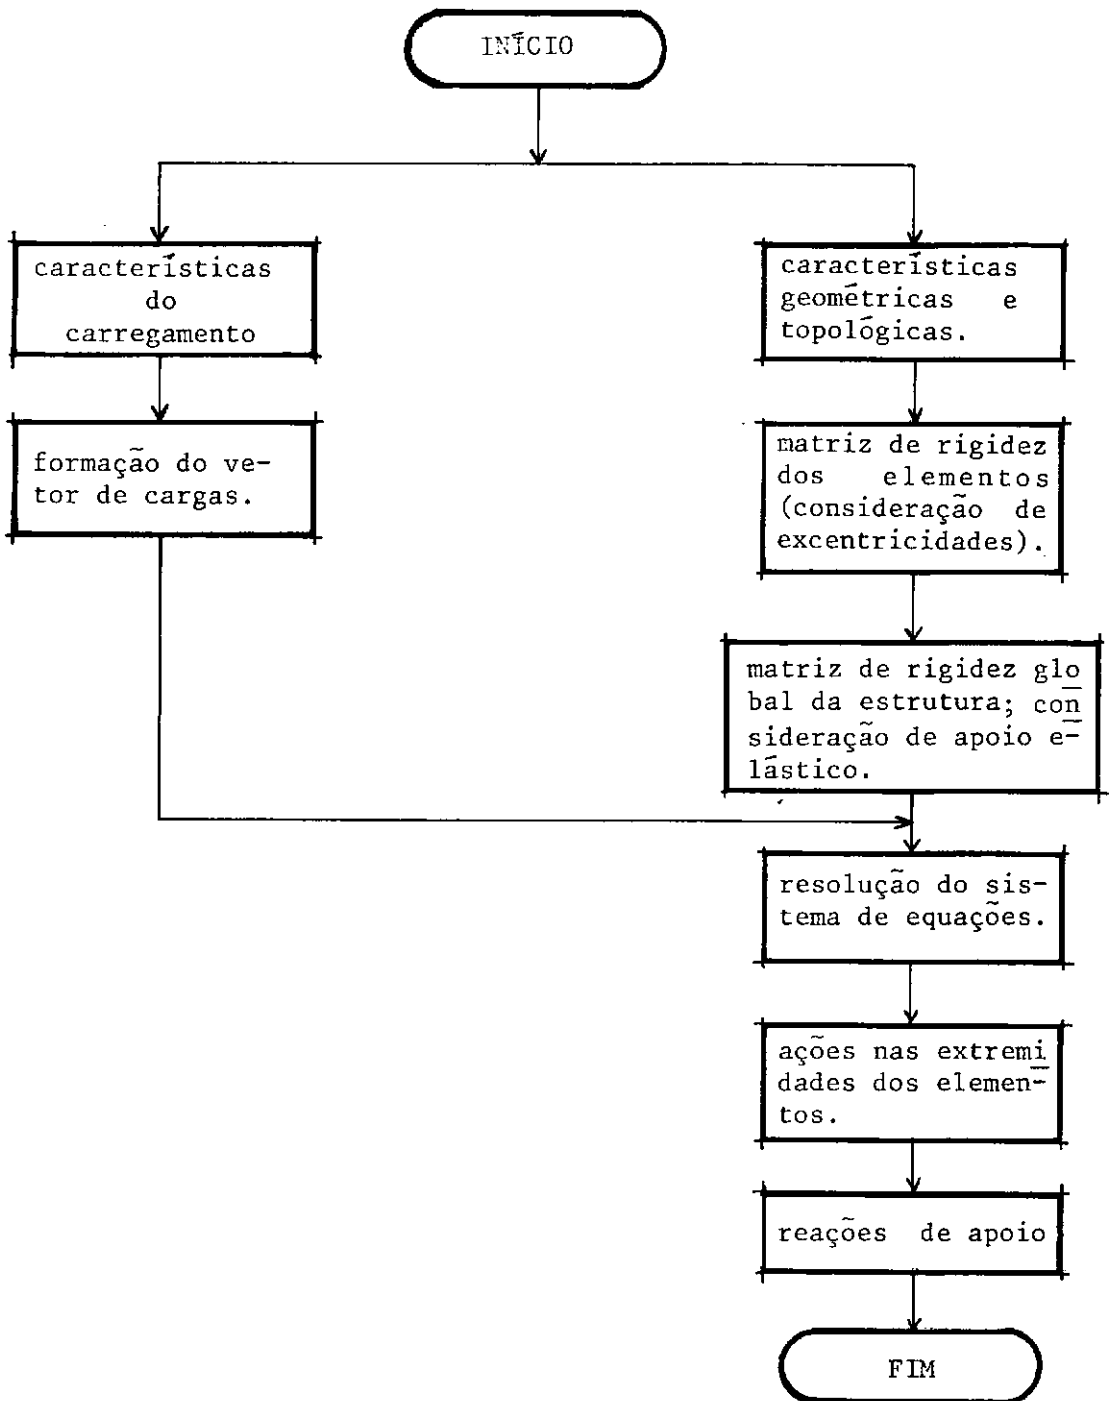 INÍCIO
características
do
carregamento
formação do ve-
tor de cargas.
características
geométricas e
topológicas.
matriz de rigidez
dos elementos
(consideração de
excentricidades).
matriz de rigidez glo
bal da estrutura; con
sideração de apoio e-
lástico.
resolução do sis-
tema de equações.
ações nas extremi
dades dos elemen-
tos.
reações de apoio
FIM